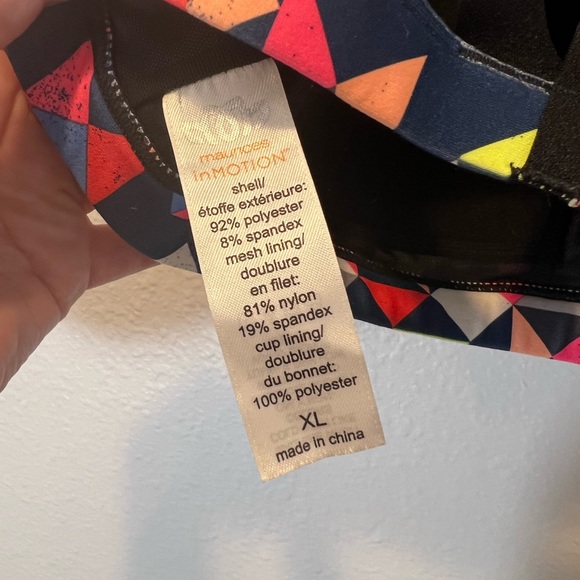 maurices
inMOTION™
shell/
étoffe extérieure:
92% polyester
8% spandex
mesh lining/
doublure
en filet:
81% nylon
19% spandex
cup lining/
doublure
du bonnet:
100% polyester
XL
made in china